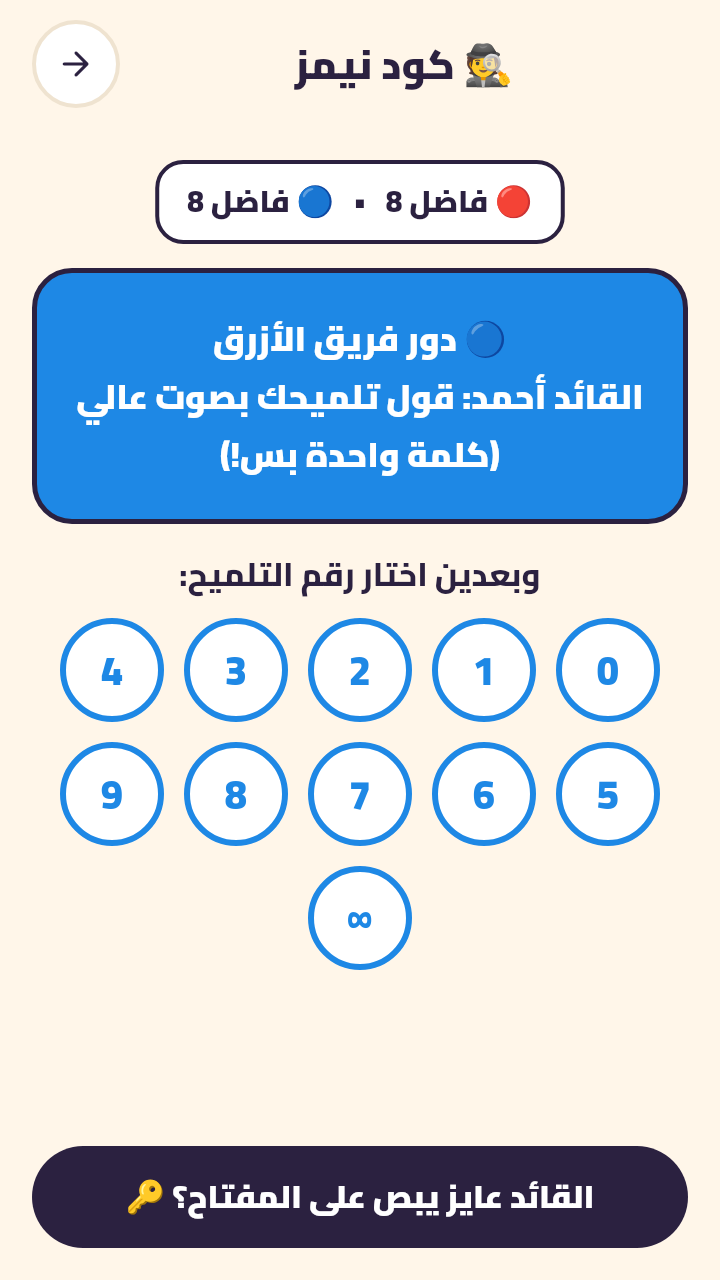 🕵️ كود نيمز
🔴 فاضل 8 ▪ 🔵 فاضل 8
🔵 دور فريق الأزرق
القائد أحمد: قول تلميحك بصوت عالي
(كلمة واحدة بس!)
وبعدين اختار رقم التلميح:
0 1 2 3 4
5 6 7 8 9
∞
القائد عايز يبص على المفتاح؟ 🔑